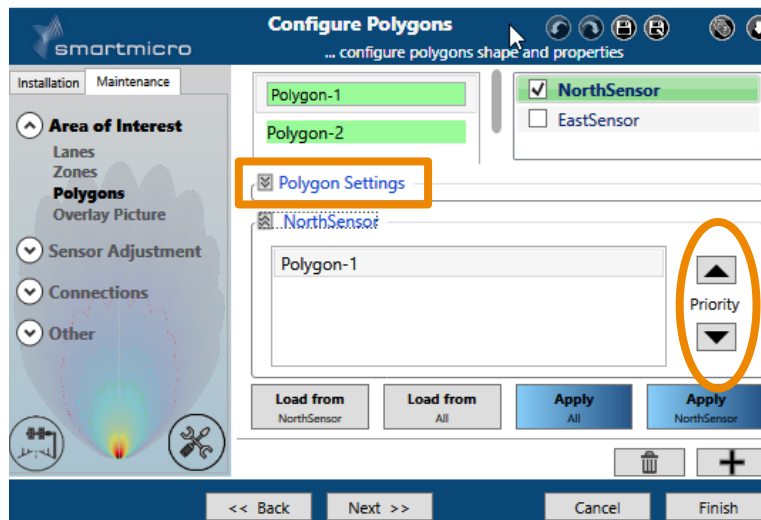 smartmicro
Configure Polygons
... configure polygons shape and properties
Installation
Maintenance
Area of Interest
Lanes
Zones
Polygons
Overlay Picture
Sensor Adjustment
Connections
Other
Polygon-1
Polygon-2
NorthSensor
EastSensor
Polygon Settings
NorthSensor
Polygon-1
Priority
Load from
NorthSensor
Load from
All
Apply
All
Apply
NorthSensor
<< Back
Next >>
Cancel
Finish